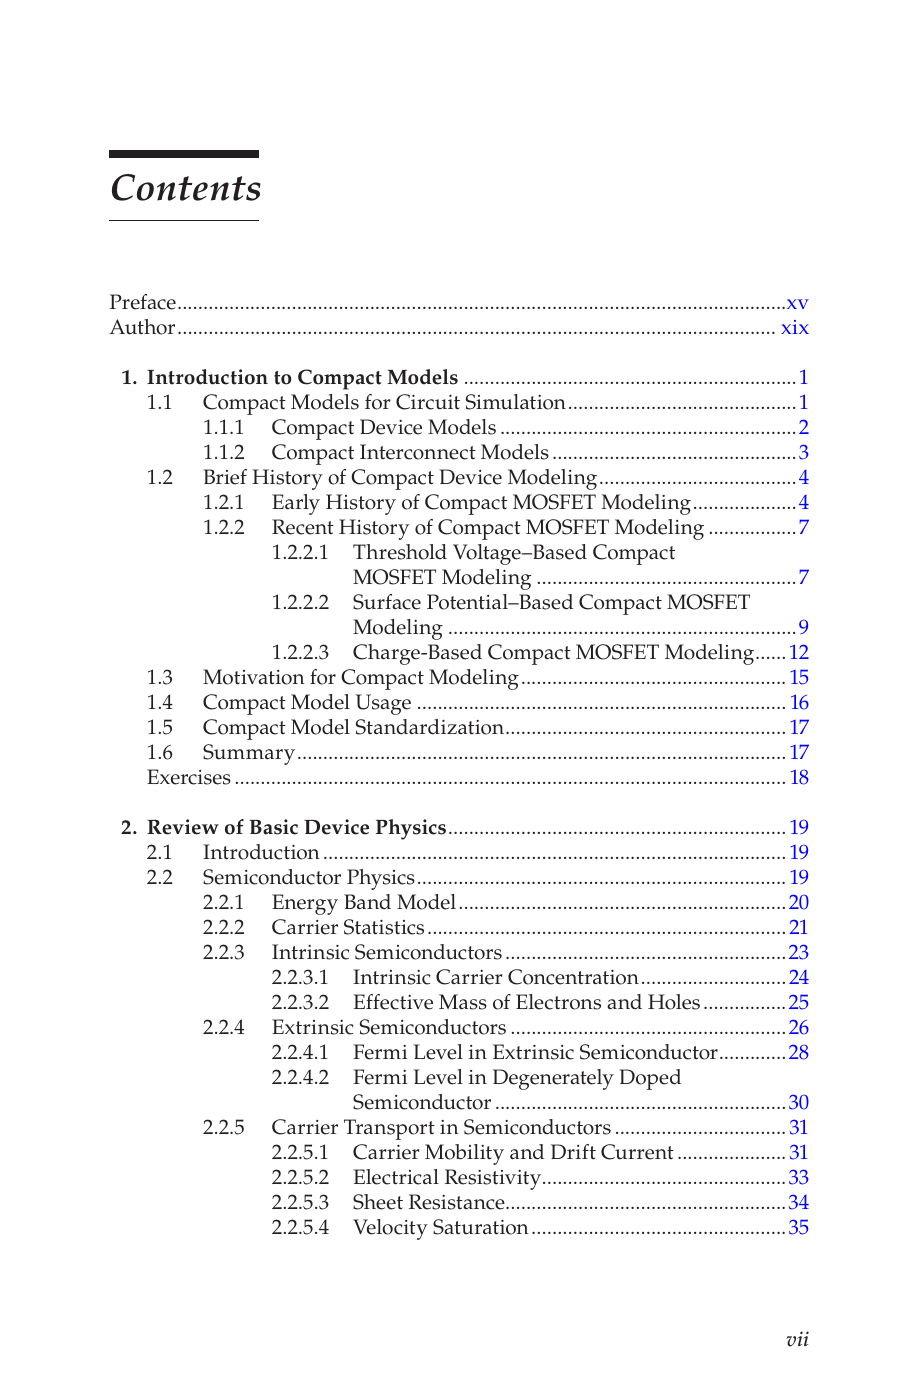 Contents
Preface....................................................................................................................xv
Author.................................................................................................................. xix
1. Introduction to Compact Models ................................................................1
1.1 Compact Models for Circuit Simulation............................................1
1.1.1 Compact Device Models.........................................................2
1.1.2 Compact Interconnect Models...............................................3
1.2 Brief History of Compact Device Modeling......................................4
1.2.1 Early History of Compact MOSFET Modeling....................4
1.2.2 Recent History of Compact MOSFET Modeling .................7
1.2.2.1 Threshold Voltage–Based Compact
MOSFET Modeling ..................................................7
1.2.2.2 Surface Potential–Based Compact MOSFET
Modeling ...................................................................9
1.2.2.3 Charge-Based Compact MOSFET Modeling......12
1.3 Motivation for Compact Modeling...................................................15
1.4 Compact Model Usage .......................................................................16
1.5 Compact Model Standardization......................................................17
1.6 Summary..............................................................................................17
Exercises..........................................................................................................18
2. Review of Basic Device Physics.................................................................19
2.1 Introduction.........................................................................................19
2.2 Semiconductor Physics.......................................................................19
2.2.1 Energy Band Model...............................................................20
2.2.2 Carrier Statistics.....................................................................21
2.2.3 Intrinsic Semiconductors......................................................23
2.2.3.1 Intrinsic Carrier Concentration............................24
2.2.3.2 Effective Mass of Electrons and Holes................25
2.2.4 Extrinsic Semiconductors .....................................................26
2.2.4.1 Fermi Level in Extrinsic Semiconductor.............28
2.2.4.2 Fermi Level in Degenerately Doped
Semiconductor........................................................30
2.2.5 Carrier Transport in Semiconductors.................................31
2.2.5.1 Carrier Mobility and Drift Current.....................31
2.2.5.2 Electrical Resistivity...............................................33
2.2.5.3 Sheet Resistance......................................................34
2.2.5.4 Velocity Saturation.................................................35
vii